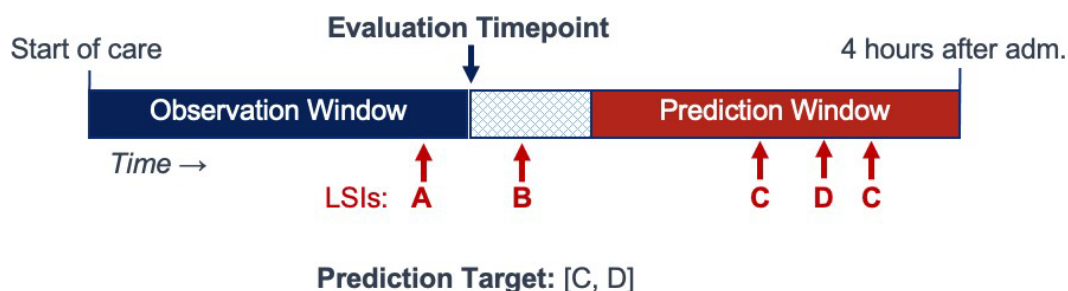 Evaluation Timepoint
Start of care
4 hours after adm.
Observation Window
Prediction Window
Time →
LSIs: A B C D C
Prediction Target: [C, D]